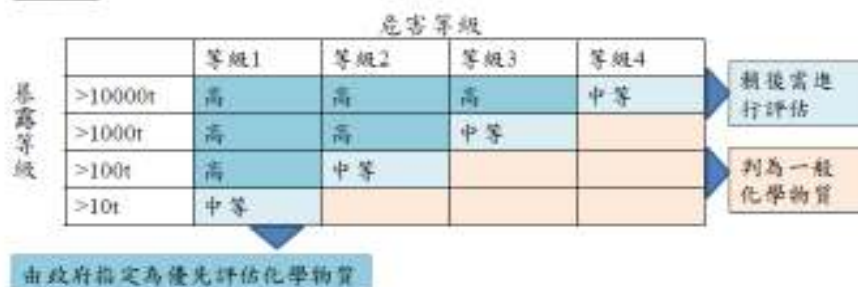 危害等級
等級1 等級2 等級3 等級4
暴露等級
>10000t 高 高 高 中等
>1000t 高 高 中等
>100t 高 中等
>10t 中等
稍後需進
行評估
判為一般
化學物質
由政府指定為優先評估化學物質